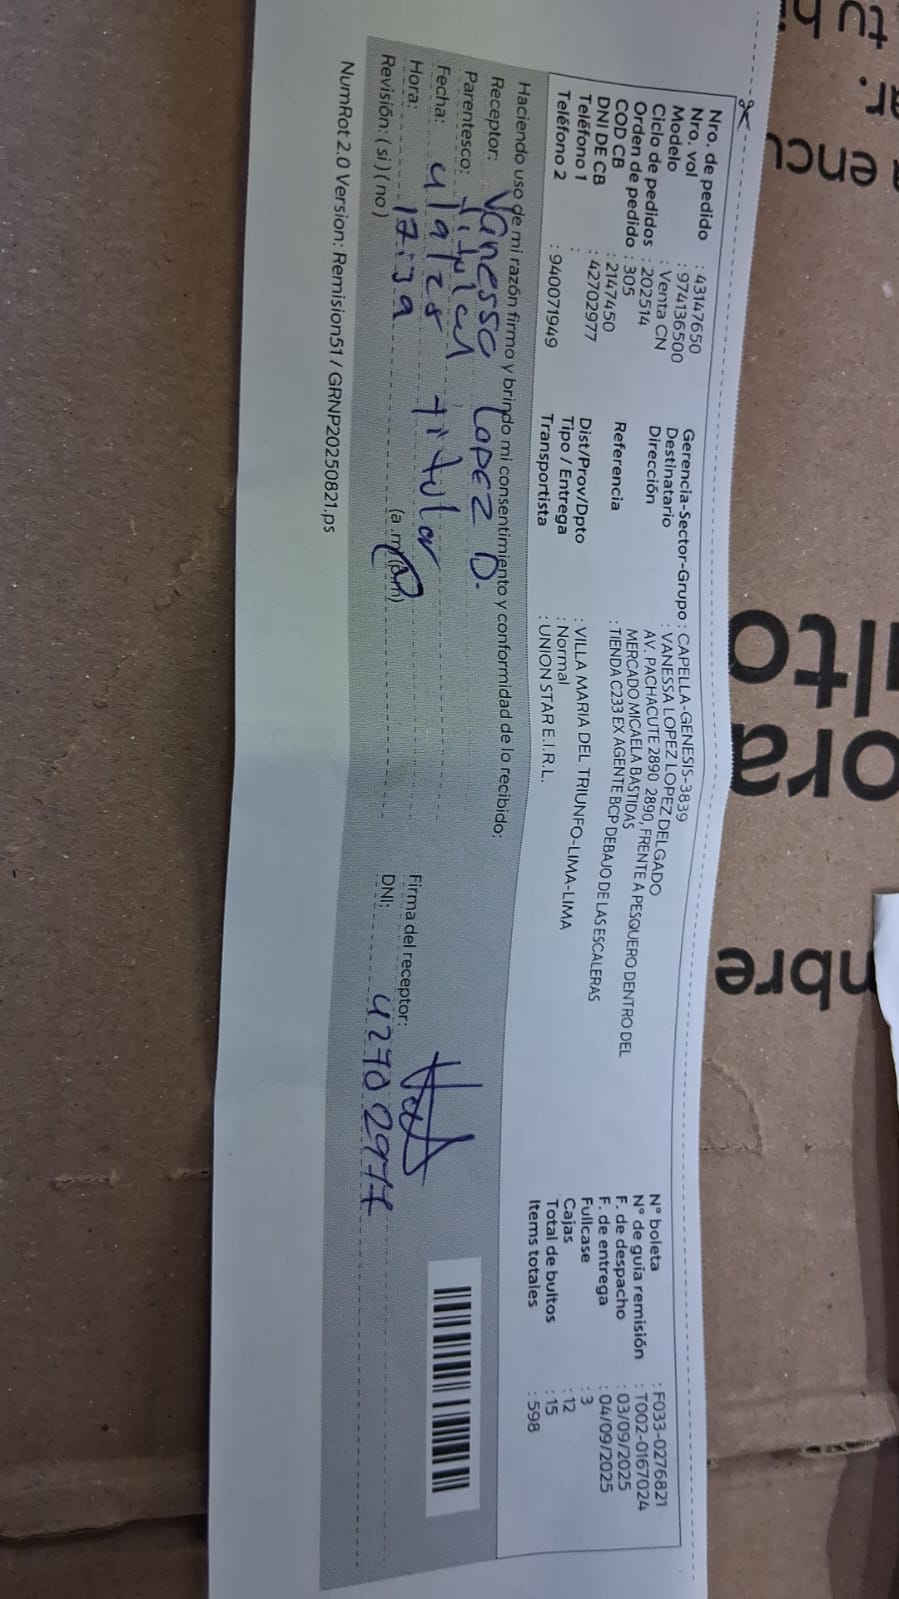 Nro. de pedido : 43147650
Nro. vol : 974136500
Modelo : Venta CN
Ciclo de pedidos : 202514
Orden de pedido : 305
COD CB : 2147450
DNI DE CB : 42702977
Teléfono 1 :
Teléfono 2 : 940071949
Gerencia-Sector-Grupo : CAPELLA-GENESIS-3839
Destinatario : VANESSA LOPEZ LOPEZ DELGADO
Dirección AV. PACHACUTE 2890 2890, FRENTE A PESQUERO DENTRO DEL
MERCADO MICAELA BASTIDAS
Referencia : TIENDA C233 EX AGENTE BCP DEBAJO DE LAS ESCALERAS
Dist/Prov/Dpto : VILLA MARIA DEL TRIUNFO-LIMA-LIMA
Tipo / Entrega : Normal
Transportista : UNION STAR E.I.R.L.
N° boleta : F033-0276821
N° de guía remisión : T002-0167024
F. de despacho : 03/09/2025
F. de entrega : 04/09/2025
Fullcase : 3
Cajas : 12
Total de bultos : 15
Items totales : 598
Haciendo uso de mi razón firmo y brindo mi consentimiento y conformidad de lo recibido;
Receptor: Vanessa Lopez D.
Parentesco: titular
Fecha: 4/9/25 titular
Hora: 17:39 (a.m) (p.m)
Revisión: ( si ) ( no )
Firma del receptor:
DNI: 42702977
NumRot 2.0 Version: Remision51 / GRNP20250821.ps
tu
encu
lto
ora
mbre